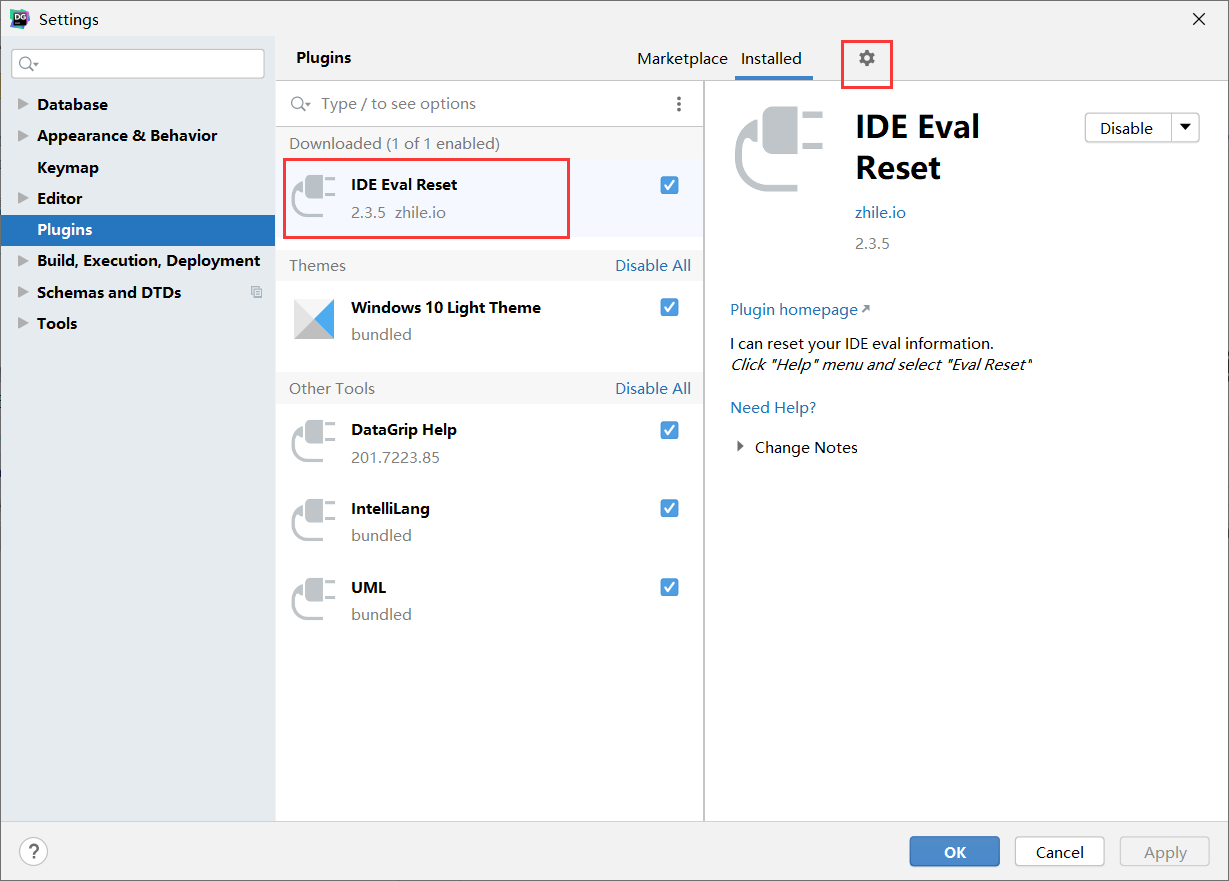 DG
Settings
Database
Appearance & Behavior
Keymap
Editor
Plugins
Build, Execution, Deployment
Schemas and DTDs
Tools
Plugins
Marketplace
Installed
Type / to see options
Downloaded (1 of 1 enabled)
IDE Eval Reset
2.3.5 zhile.io
Themes
Disable All
Windows 10 Light Theme
bundled
Other Tools
Disable All
DataGrip Help
201.7223.85
IntelliLang
bundled
UML
bundled
IDE Eval
Reset
Disable
zhile.io
2.3.5
Plugin homepage
I can reset your IDE eval information.
Click "Help" menu and select "Eval Reset"
Need Help?
Change Notes
?
OK
Cancel
Apply